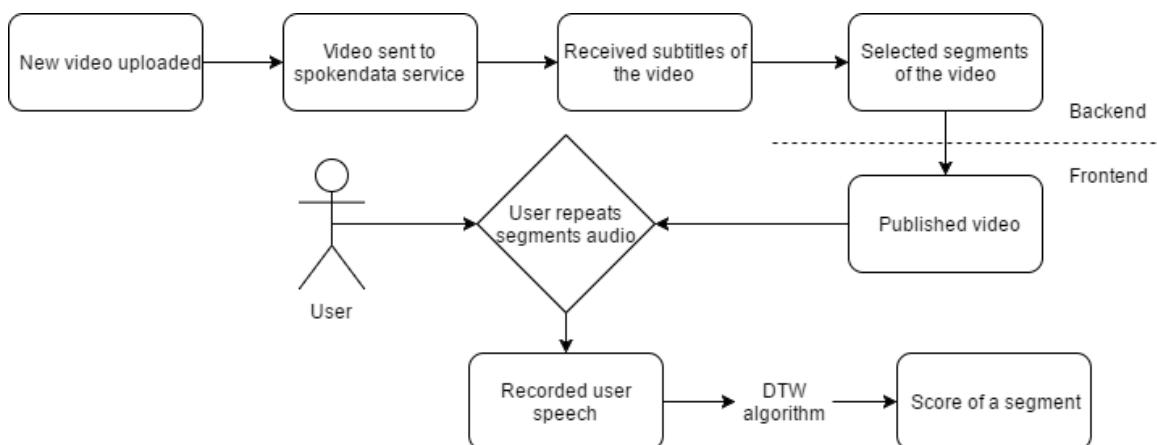 New video uploaded
Video sent to
spokendata service
Received subtitles of
the video
Selected segments
of the video
Backend
Frontend
User repeats
segments audio
Published video
User
Recorded user
speech
DTW
algorithm
Score of a segment